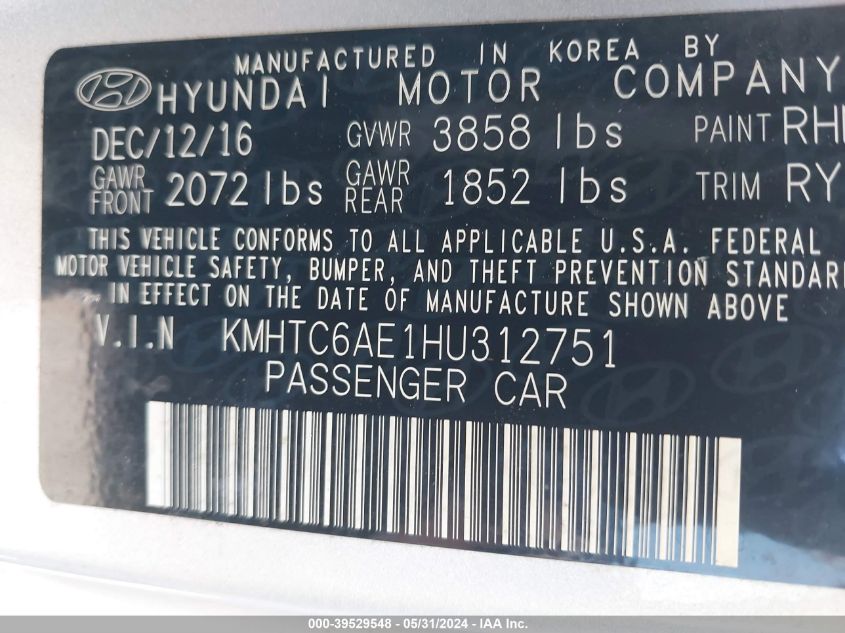 MANUFACTURED IN KOREA BY
HYUNDAI MOTOR COMPANY
DEC/12/16 GVWR 3858 lbs PAINT
GAWR FRONT 2072 lbs GAWR REAR 1852 lbs TRIM RY
THIS VEHICLE CONFORMS TO ALL APPLICABLE U.S.A. FEDERAL
MOTOR VEHICLE SAFETY, BUMPER, AND THEFT PREVENTION
IN EFFECT ON THE DATE OF MANUFACTURE SHOWN ABOVE
V.I.N KMHTC6AE1HU312751
PASSENGER CAR
000-39529548 - 05/31/2024 - IAA Inc.